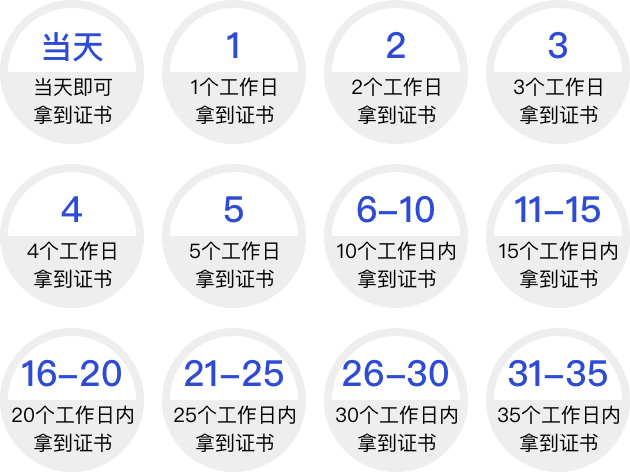 当天
当天即可
拿到证书
1
1个工作日
拿到证书
2
2个工作日
拿到证书
3
3个工作日
拿到证书
4
4个工作日
拿到证书
5
5个工作日
拿到证书
6–10
10个工作日内
拿到证书
11–15
15个工作日内
拿到证书
16–20
20个工作日内
拿到证书
21–25
25个工作日内
拿到证书
26–30
30个工作日内
拿到证书
31–35
35个工作日内
拿到证书